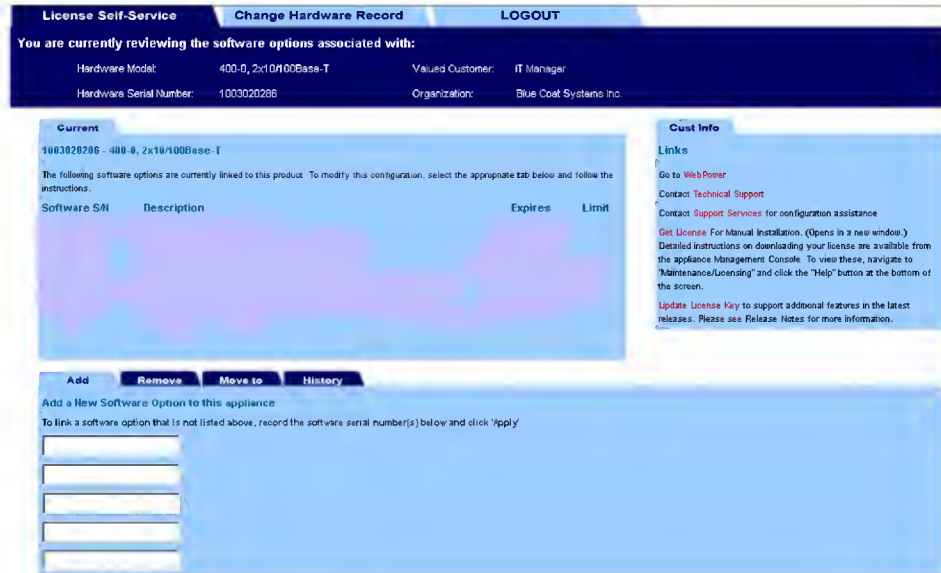 License Self-Service
Change Hardware Record
LOGOUT
You are currently reviewing the software options associated with:
Hardware Model: 400-0, 2x10/100Base-T Valued Customer: IT Manager
Hardware Serial Number: 1003020286 Organization: Blue Coat Systems Inc.
Current
1003020286 - 400-0, 2x10/100Base-T
The following software options are currently linked to this product. To modify this configuration, select the appropriate tab below and follow the
instructions.
Software S/N Description Expires Limit
Cust Info
Links
Go to WebPower
Contact Technical Support
Contact Support Services for configuration assistance
Get License For Manual Installation. (Opens in a new window.)
Detailed instructions on downloading your license are available from
the appliance Management Console. To view these, navigate to
"Maintenance/Licensing" and click the "Help" button at the bottom of
the screen.
Update License Key to support additional features in the latest
releases. Please see Release Notes for more information.
Add Remove Move to History
Add a New Software Option to this appliance
To link a software option that is not listed above, record the software serial number(s) below and click 'Apply'